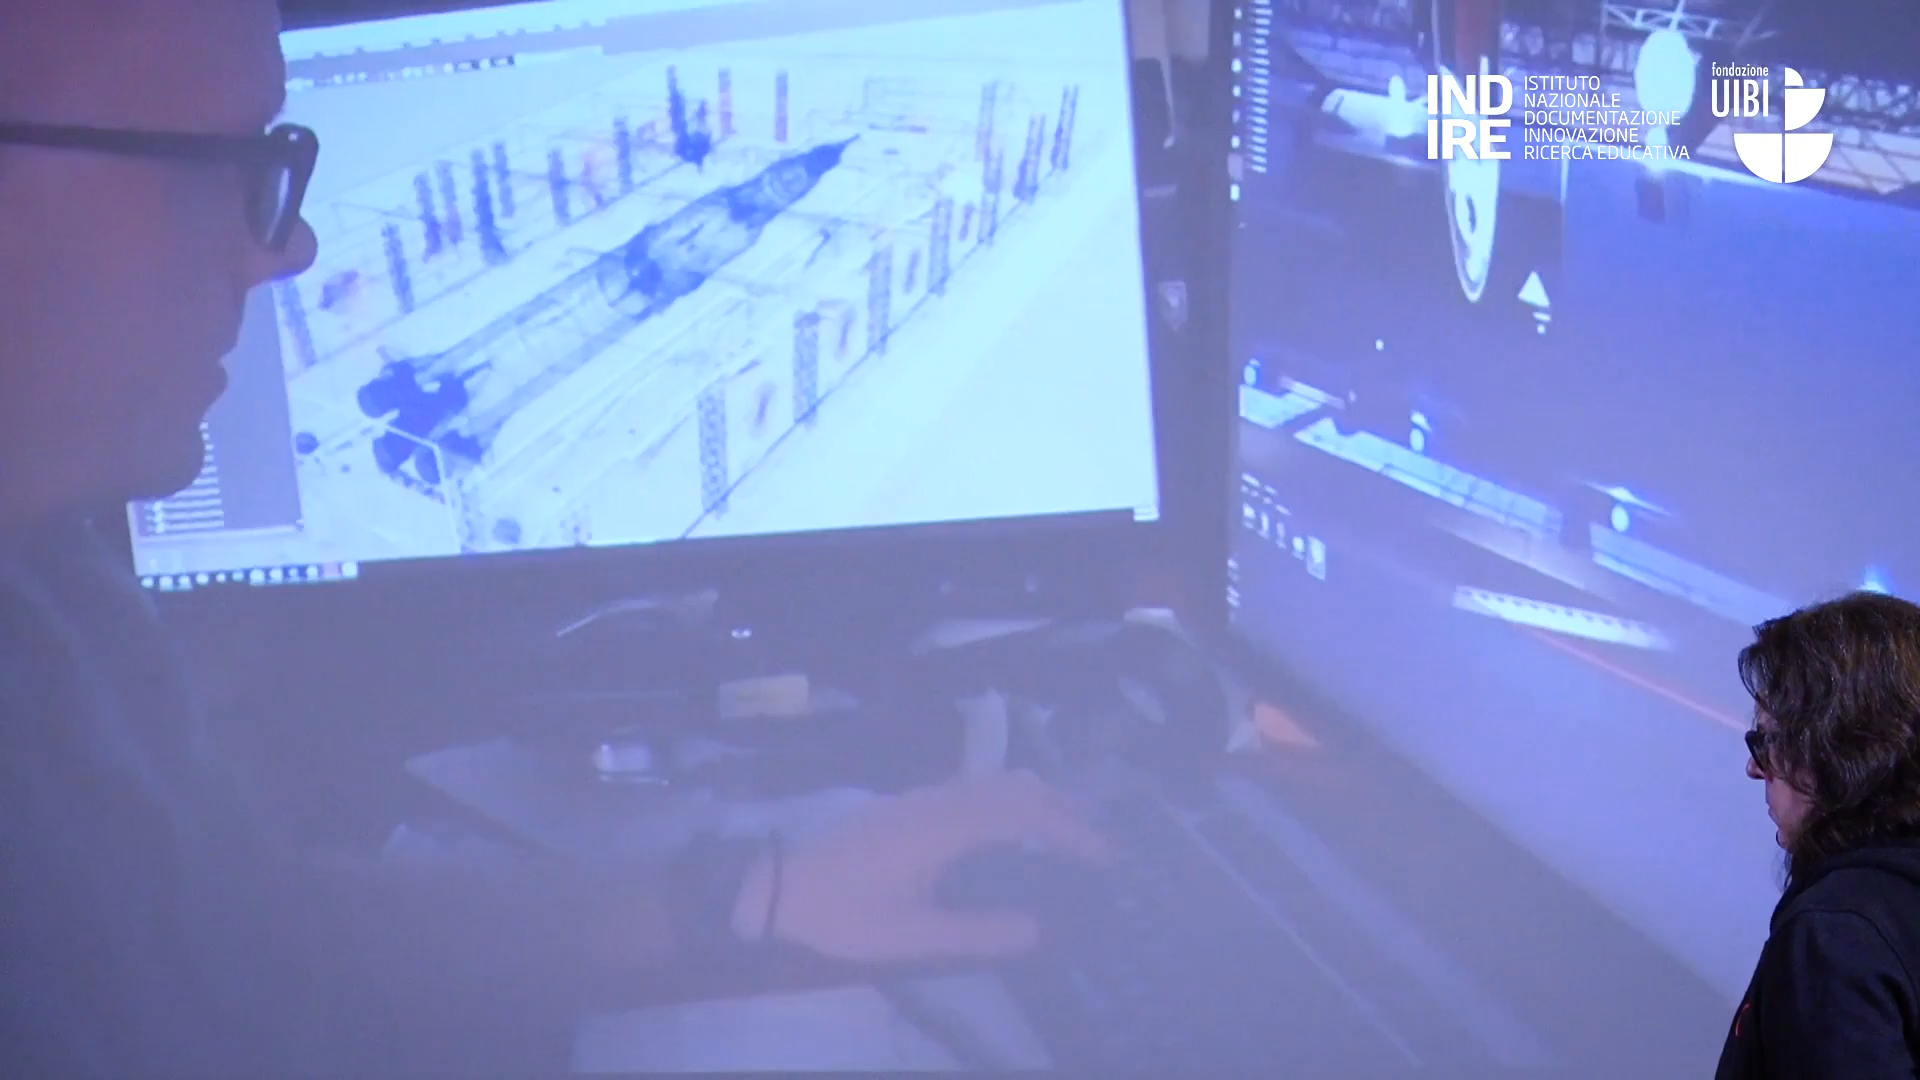 IND
IRE
ISTITUTO
NAZIONALE
DOCUMENTAZIONE
INNOVAZIONE
RICERCA EDUCATIVA
fondazione
UIBI